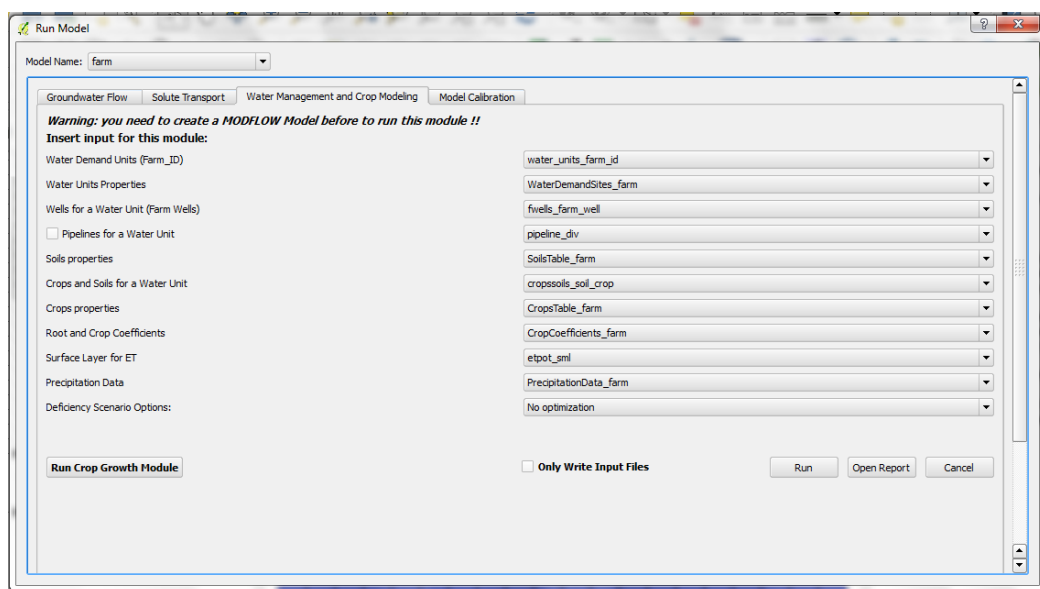 Run Model
Model Name: farm
Groundwater Flow Solute Transport Water Management and Crop Modeling Model Calibration
Warning: you need to create a MODFLOW Model before to run this module !!
Insert input for this module:
Water Demand Units (Farm_ID) water_units_farm_id
Water Units Properties WaterDemandSites_farm
Wells for a Water Unit (Farm Wells) fwells_farm_well
Pipelines for a Water Unit pipeline_div
Soils properties SoilsTable_farm
Crops and Soils for a Water Unit cropssoils_soil_crop
Crops properties CropsTable_farm
Root and Crop Coefficients CropCoefficients_farm
Surface Layer for ET etpot_sml
Precipitation Data PrecipitationData_farm
Deficiency Scenario Options: No optimization
Run Crop Growth Module Only Write Input Files Run Open Report Cancel